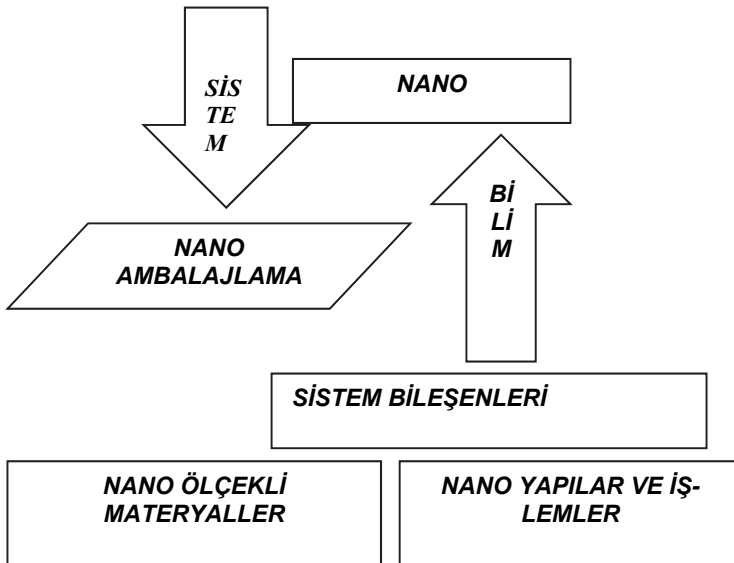 SİS
TE
M
NANO
Bİ
Lİ
M
NANO
AMBALAJLAMA
SİSTEM BİLEŞENLERİ
NANO ÖLÇEKLİ
MATERYALLER
NANO YAPILAR VE İŞ-
LEMLER